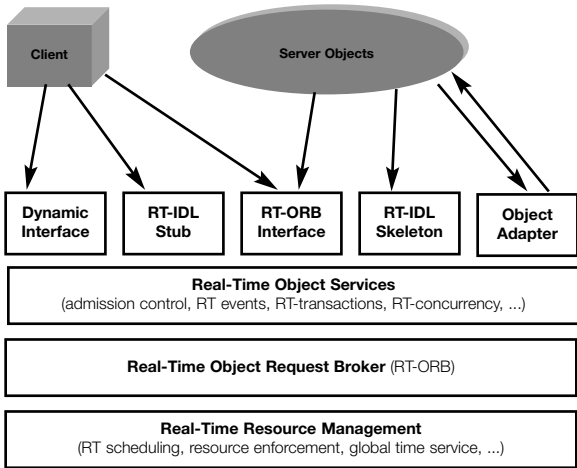 Client
Server Objects
Dynamic
Interface
RT-IDL
Stub
RT-ORB
Interface
RT-IDL
Skeleton
Object
Adapter
Real-Time Object Services
(admission control, RT events, RT-transactions, RT-concurrency, ...)
Real-Time Object Request Broker (RT-ORB)
Real-Time Resource Management
(RT scheduling, resource enforcement, global time service, ...)